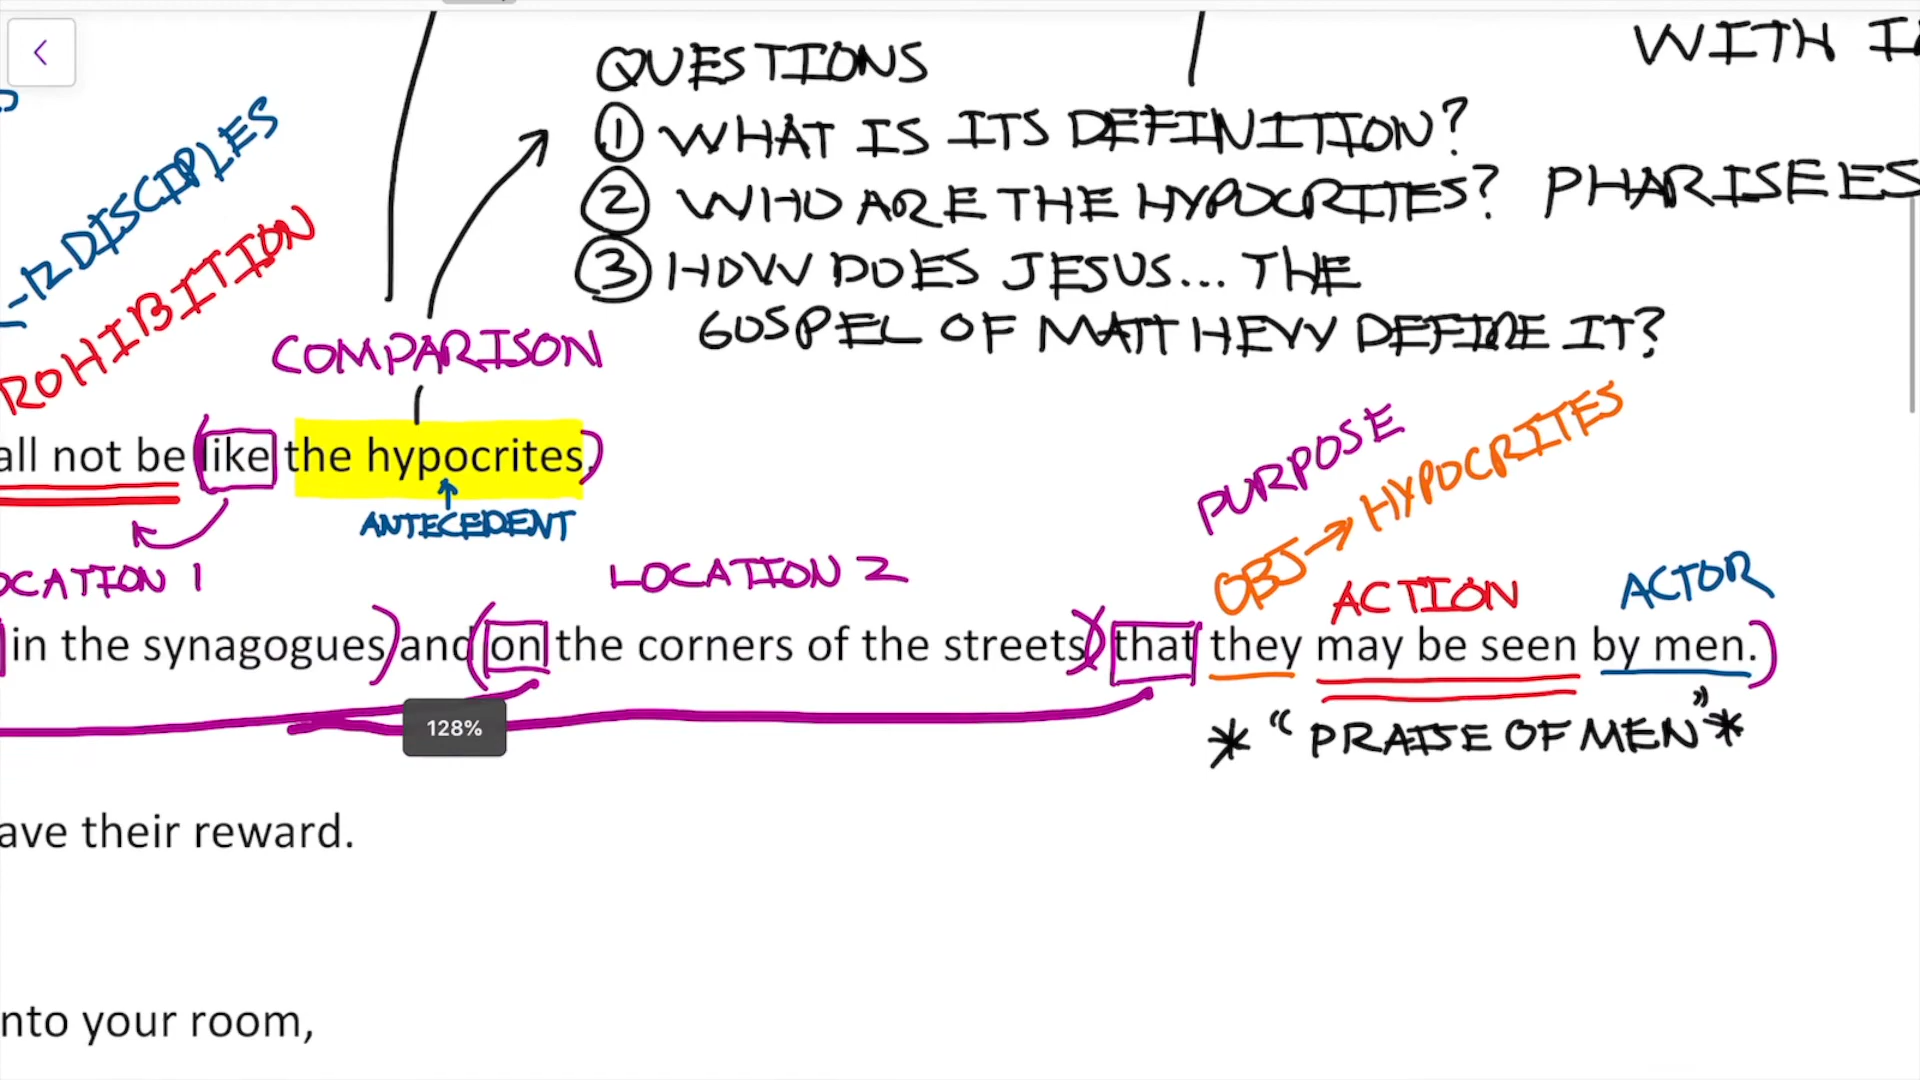 WITH
QUESTIONS
① WHAT IS ITS DEFINITION?
② WHO ARE THE HYPOCRITES? PHARISEES
③ HOW DOES JESUS... THE
GOSPEL OF MATTHEW DEFINE IT?
-12 DISCIPLES
ROHIBITION
COMPARISON
all not be (like the hypocrites,)
ANTECEDENT
PURPOSE
OBJ → HYPOCRITES
OCATION 1
LOCATION 2
ACTION
ACTOR
in the synagogues) and (on the corners of the streets) that they may be seen by men.)
128%
* "PRAISE OF MEN" *
ave their reward.
nto your room,